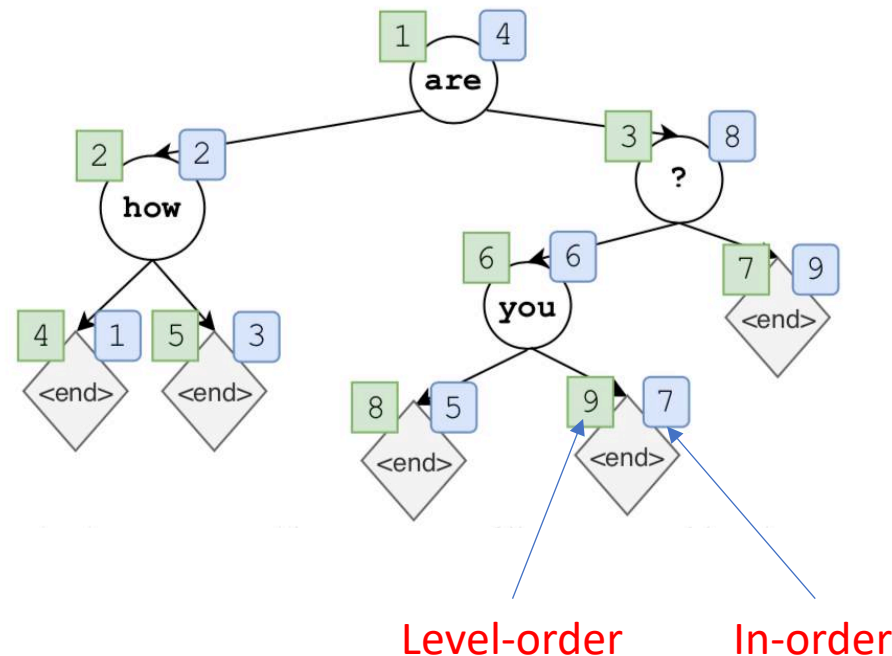 1 4
are
3 8
?
2 2
how
6 6
you
7 9
<end>
4 1 5 3
<end> <end>
8 5 9 7
<end> <end>
Level-order In-order